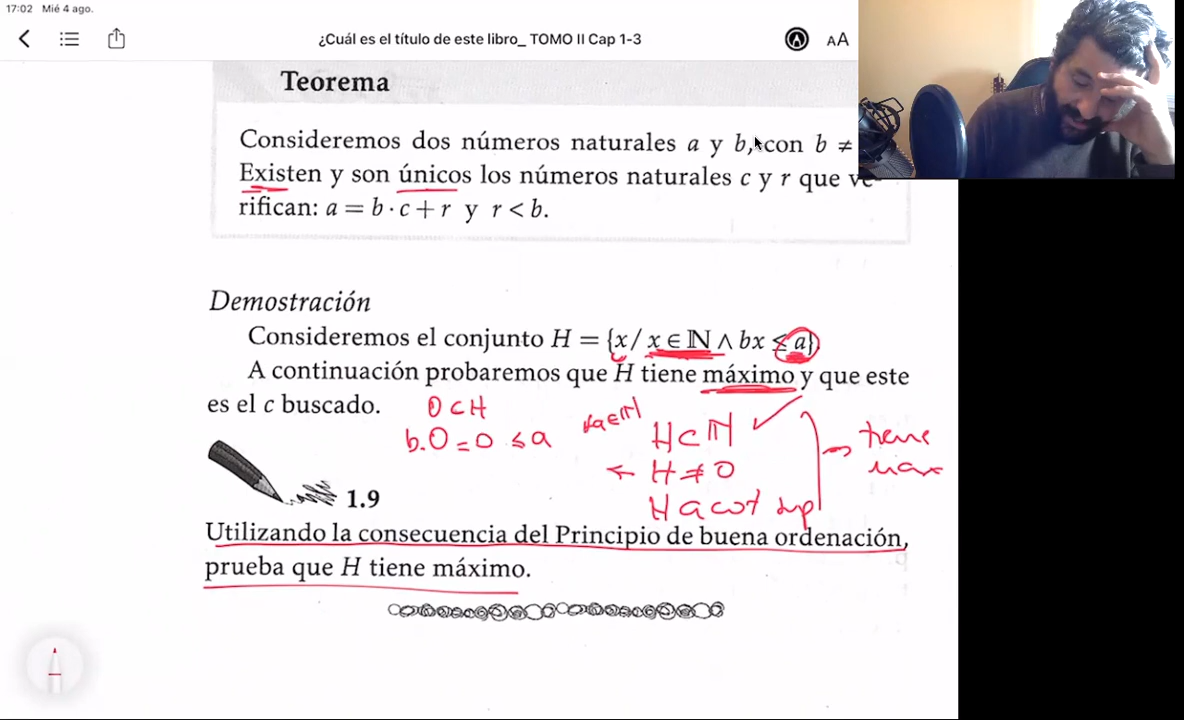 17:02 Mié 4 ago.
¿Cuál es el título de este libro_ TOMO II Cap 1-3
AA
Teorema
Consideremos dos números naturales a y b, con b ≠
Existen y son únicos los números naturales c y r que ve-
rifican: a = b · c + r y r < b.
Demostración
Consideremos el conjunto H = {x/ x ∈ ℕ ∧ bx ≤ a}
A continuación probaremos que H tiene máximo y que este
es el c buscado.
0 ⊂ H
b.0 = 0 ≤ a
∀a∈ℕ
H ⊂ ℕ
H ≠ 0
H acot sup
tiene
max
1.9
Utilizando la consecuencia del Principio de buena ordenación,
prueba que H tiene máximo.